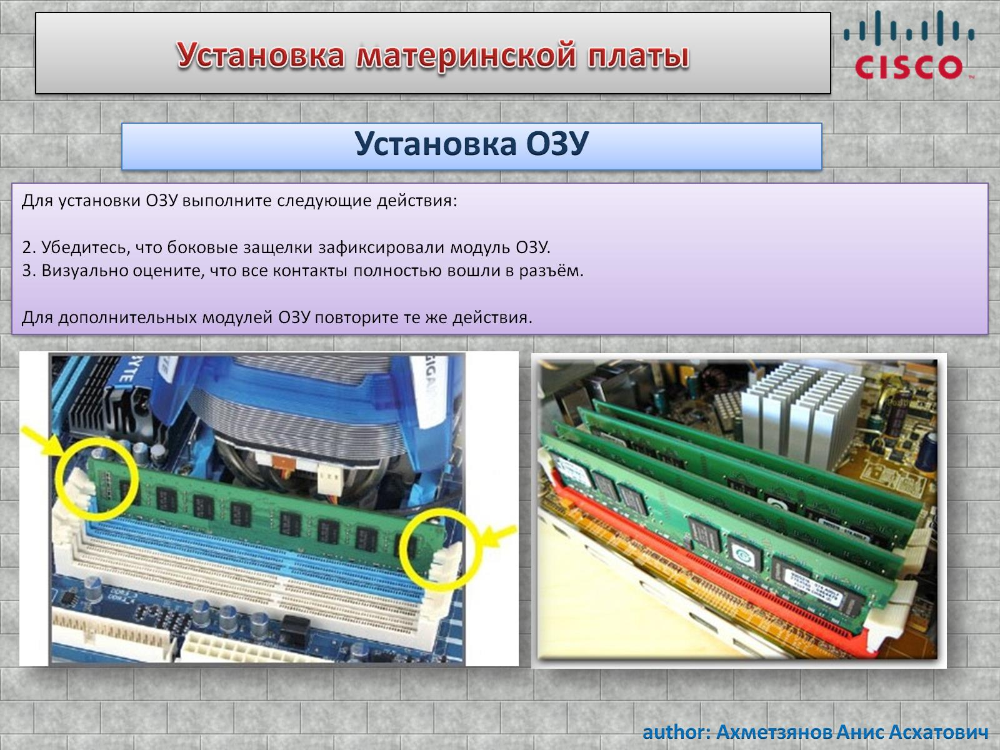 Установка материнской платы
CISCO
Установка ОЗУ
Для установки ОЗУ выполните следующие действия:
2. Убедитесь, что боковые защелки зафиксировали модуль ОЗУ.
3. Визуально оцените, что все контакты полностью вошли в разъём.
Для дополнительных модулей ОЗУ повторите те же действия.
author: Ахметзянов Анис Асхатович